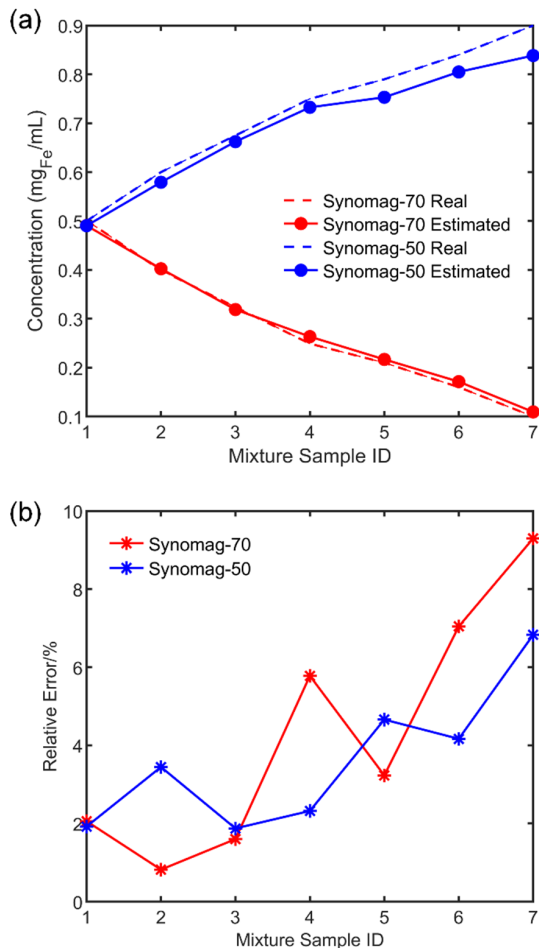 (a)
0.9
0.8
0.7
0.6
0.5
0.4
0.3
0.2
0.1
Concentration (mg_Fe/mL)
Synomag-70 Real
Synomag-70 Estimated
Synomag-50 Real
Synomag-50 Estimated
1 2 3 4 5 6 7
Mixture Sample ID
(b)
10
8
6
4
2
0
Relative Error/%
Synomag-70
Synomag-50
1 2 3 4 5 6 7
Mixture Sample ID